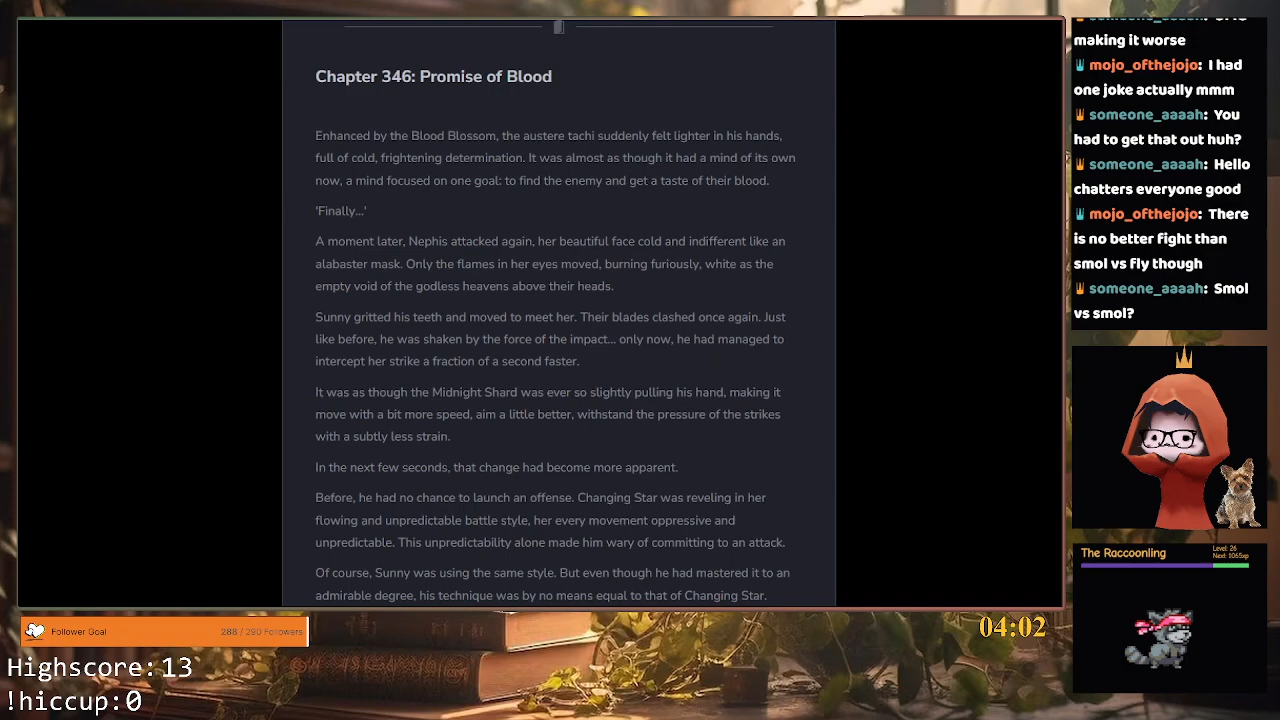 Chapter 346: Promise of Blood
Enhanced by the Blood Blossom, the austere tachi suddenly felt lighter in his hands,
full of cold, frightening determination. It was almost as though it had a mind of its own
now, a mind focused on one goal: to find the enemy and get a taste of their blood.
'Finally...'
A moment later, Nephis attacked again, her beautiful face cold and indifferent like an
alabaster mask. Only the flames in her eyes moved, burning furiously, white as the
empty void of the godless heavens above their heads.
Sunny gritted his teeth and moved to meet her. Their blades clashed once again. Just
like before, he was shaken by the force of the impact... only now, he had managed to
intercept her strike a fraction of a second faster.
It was as though the Midnight Shard was ever so slightly pulling his hand, making it
move with a bit more speed, aim a little better, withstand the pressure of the strikes
with a subtly less strain.
In the next few seconds, that change had become more apparent.
Before, he had no chance to launch an offense. Changing Star was reveling in her
flowing and unpredictable battle style, her every movement oppressive and
unpredictable. This unpredictability alone made him wary of committing to an attack.
Of course, Sunny was using the same style. But even though he had mastered it to an
admirable degree, his technique was by no means equal to that of Changing Star.
making it worse
mojo_ofthejojo: I had
one joke actually mmm
someone_aaaah: You
had to get that out huh?
someone_aaaah: Hello
chatters everyone good
mojo_ofthejojo: There
is no better fight than
smol vs fly though
someone_aaaah: Smol
vs smol?
The Raccoonling
Level: 26
Next: 1065xp
Follower Goal
288 / 290 Followers
04:02
Highscore:13
!hiccup:0